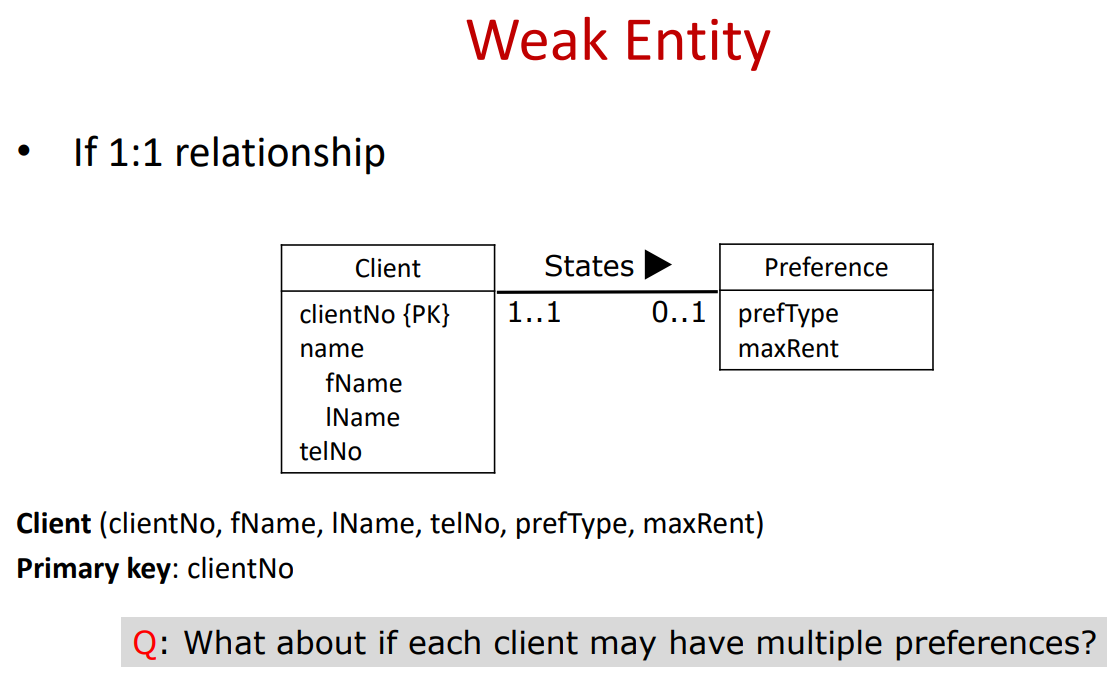 Weak Entity
• If 1:1 relationship
Client
States ▶
Preference
clientNo {PK}
name
fName
lName
telNo
1..1
0..1
prefType
maxRent
Client (clientNo, fName, lName, telNo, prefType, maxRent)
Primary key: clientNo
Q: What about if each client may have multiple preferences?